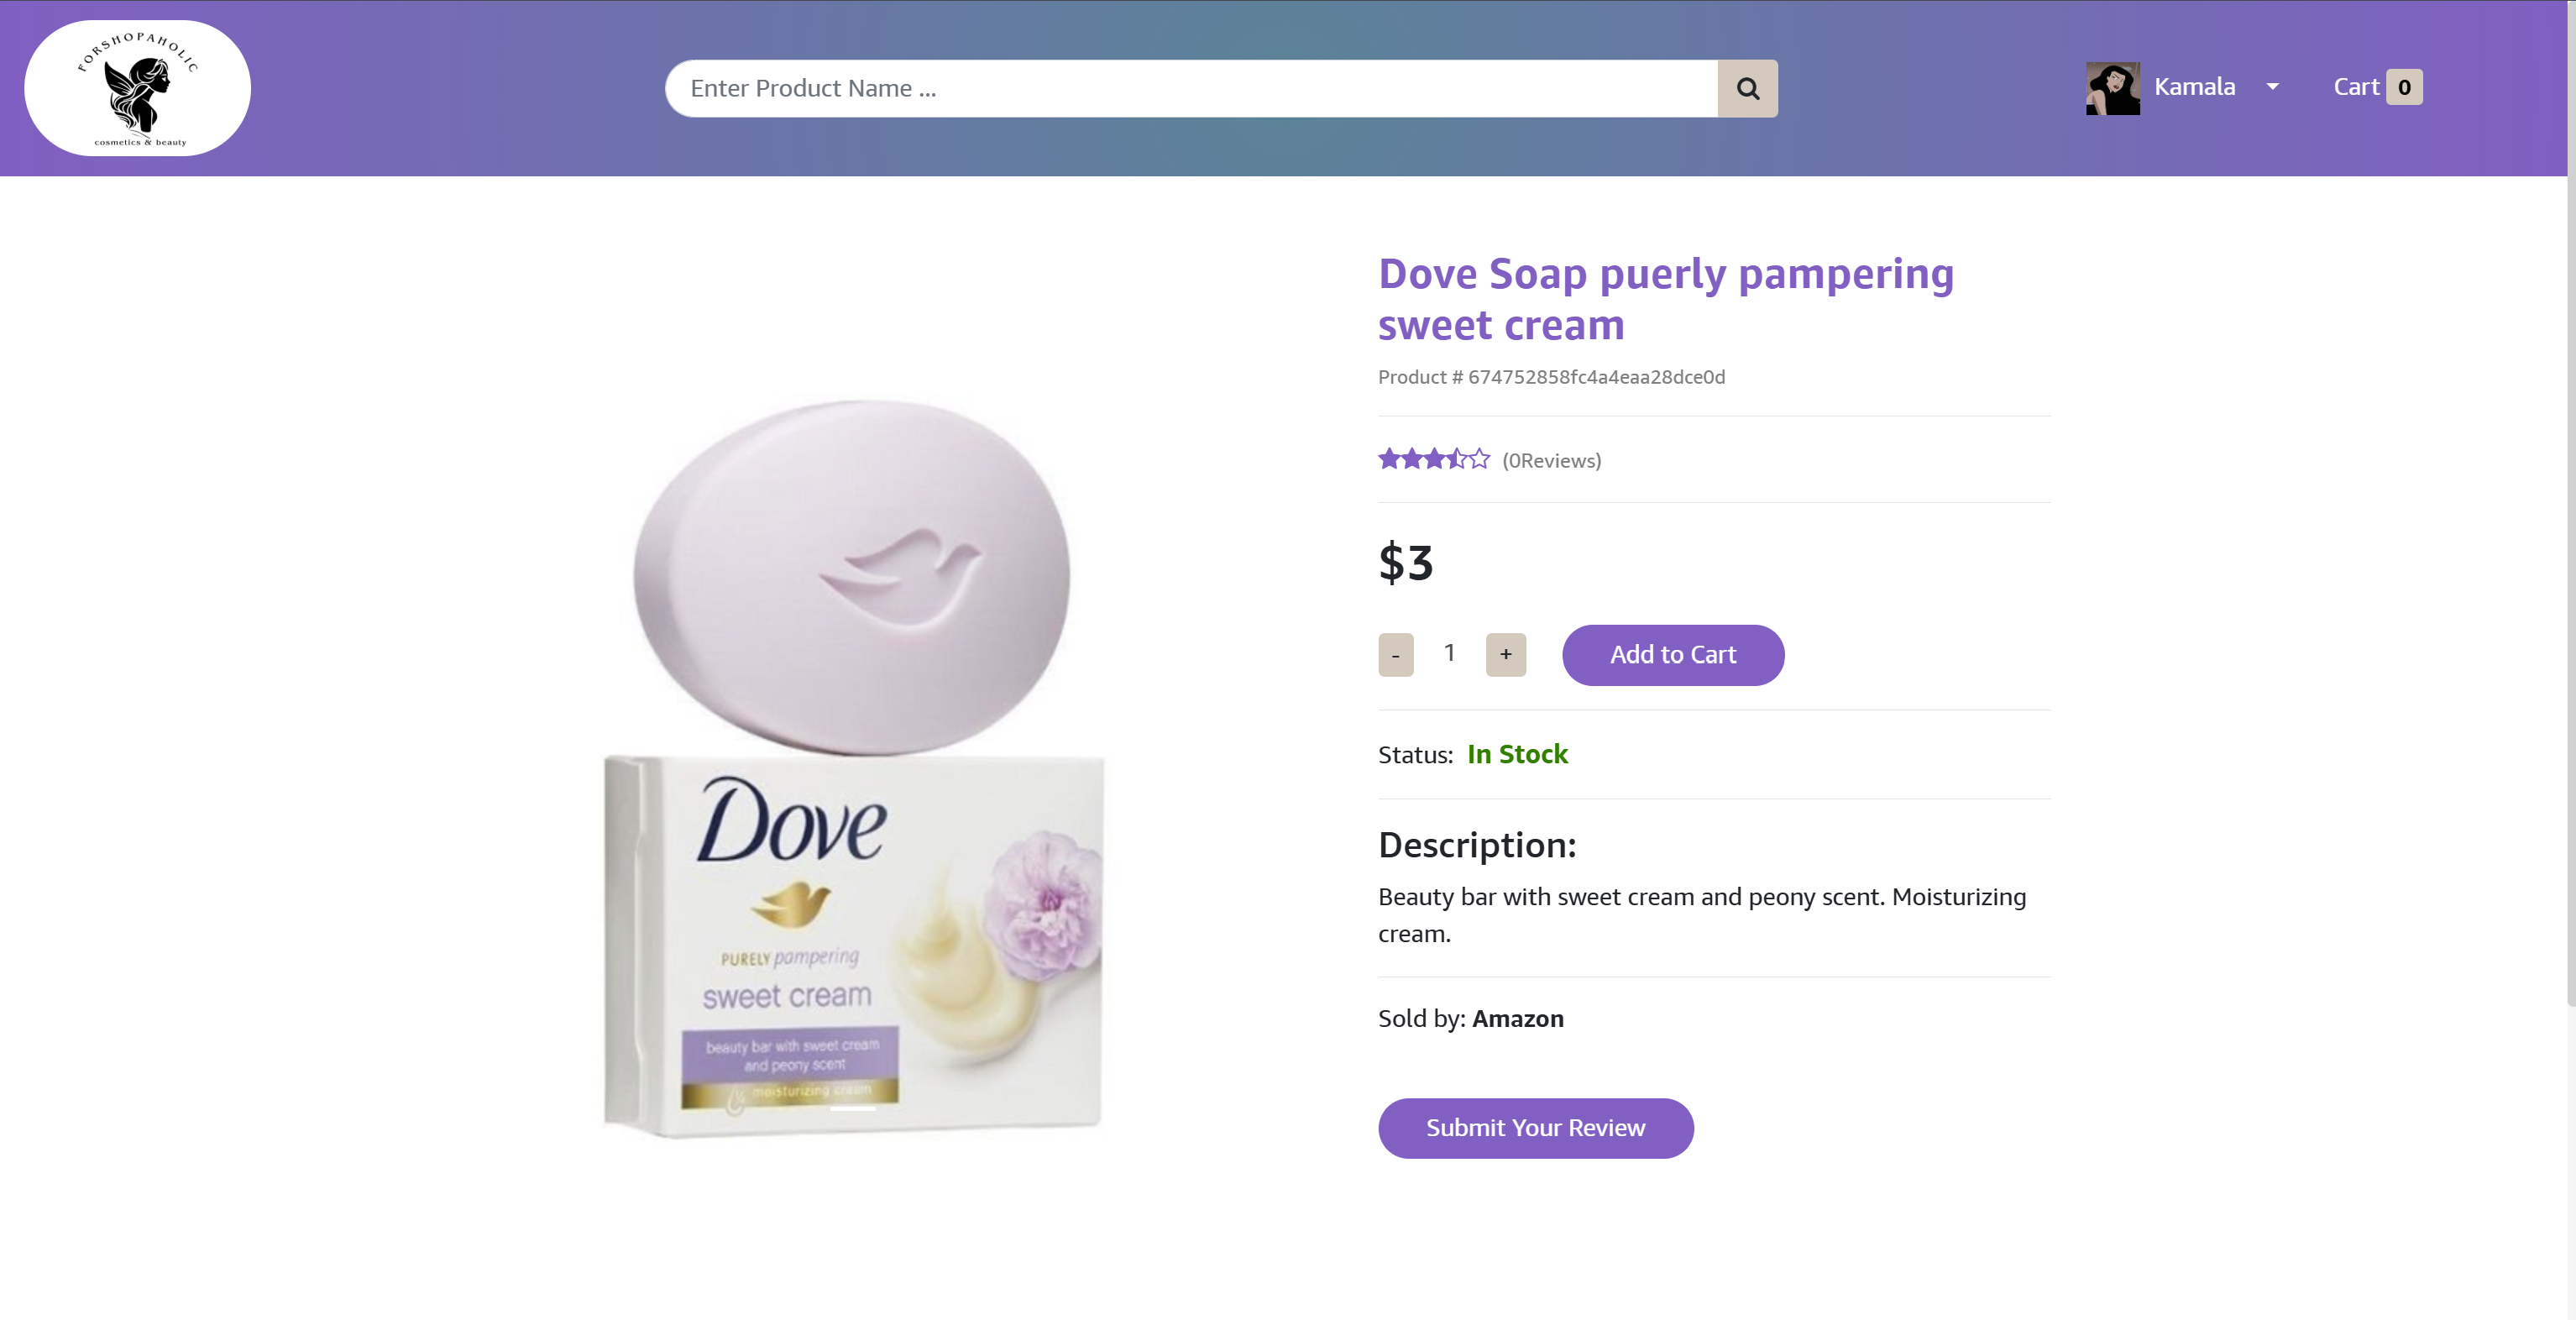 FORSHOPAHOLIC
cosmetics & beauty
Enter Product Name ...
Kamala
Cart 0
Dove Soap puerly pampering
sweet cream
Product # 674752858fc4a4eaa28dce0d
(0Reviews)
$3
- 1 + Add to Cart
Status: In Stock
Description:
Beauty bar with sweet cream and peony scent. Moisturizing
cream.
Sold by: Amazon
Submit Your Review
Dove
PURELY pampering
sweet cream
beauty bar with sweet cream
and peony scent
¼ moisturizing cream